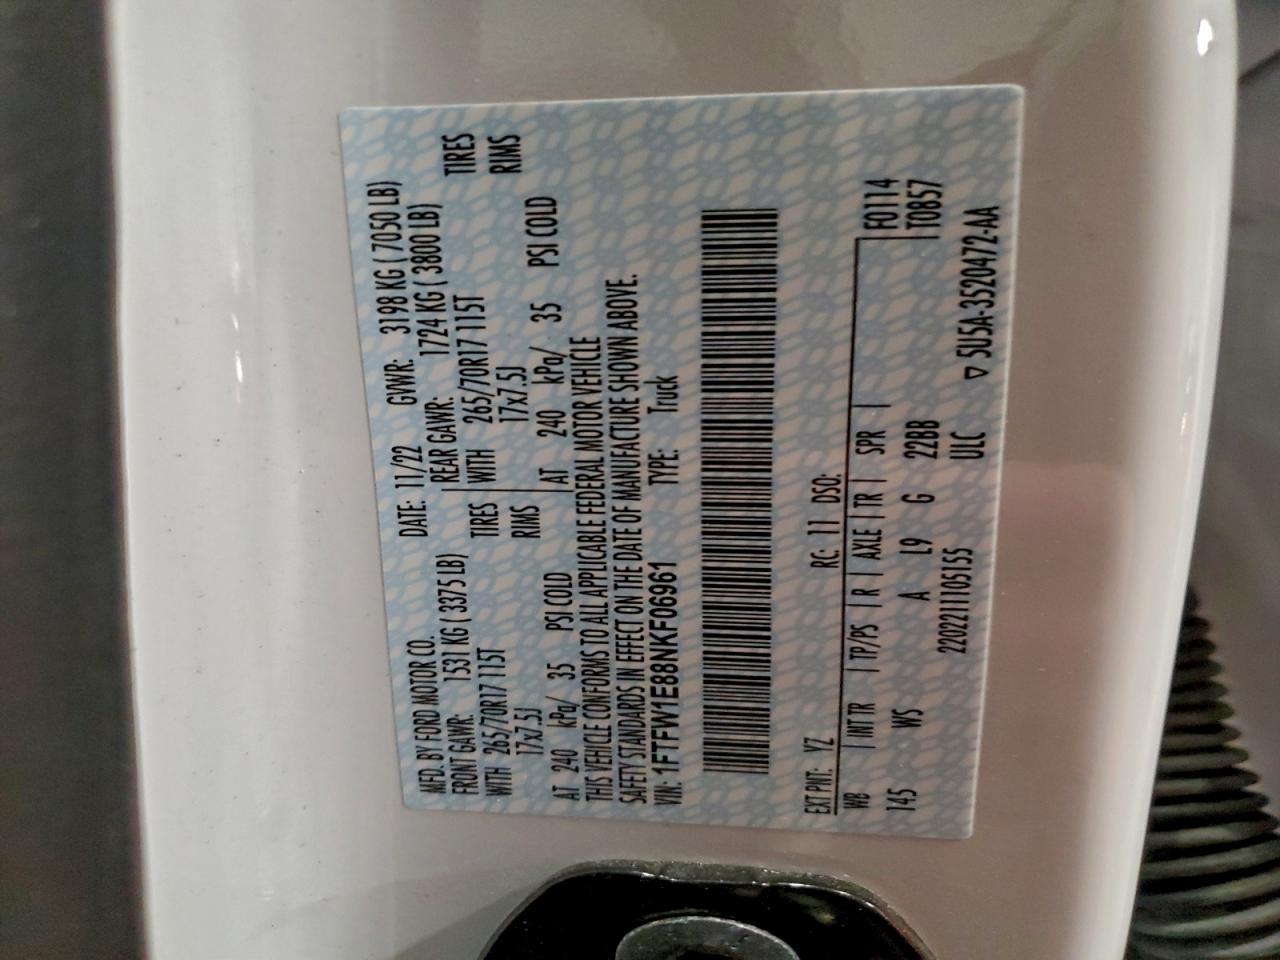 MFD. BY FORD MOTOR CO.
DATE: 11/22 GVWR: 3198 KG ( 7050 LB)
FRONT GAWR: 1531 KG ( 3375 LB) REAR GAWR: 1724 KG ( 3800 LB)
WITH 265/70R17 115T TIRES WITH 265/70R17 115T TIRES
17x7.5J RIMS 17x7.5J RIMS
AT 240 kPa/ 35 PSI COLD AT 240 kPa/ 35 PSI COLD
THIS VEHICLE CONFORMS TO ALL APPLICABLE FEDERAL MOTOR VEHICLE
SAFETY STANDARDS IN EFFECT ON THE DATE OF MANUFACTURE SHOWN ABOVE.
VIN: 1FTFW1E88NKF06961 TYPE: Truck
EXT PNT: YZ RC: 11 DSO:
WB INT TR TP/PS R AXLE TR SPR F0114
145 WS A L9 G 22BB T0B57
220221105155 ULC ▽ 5U5A-3520472-AA